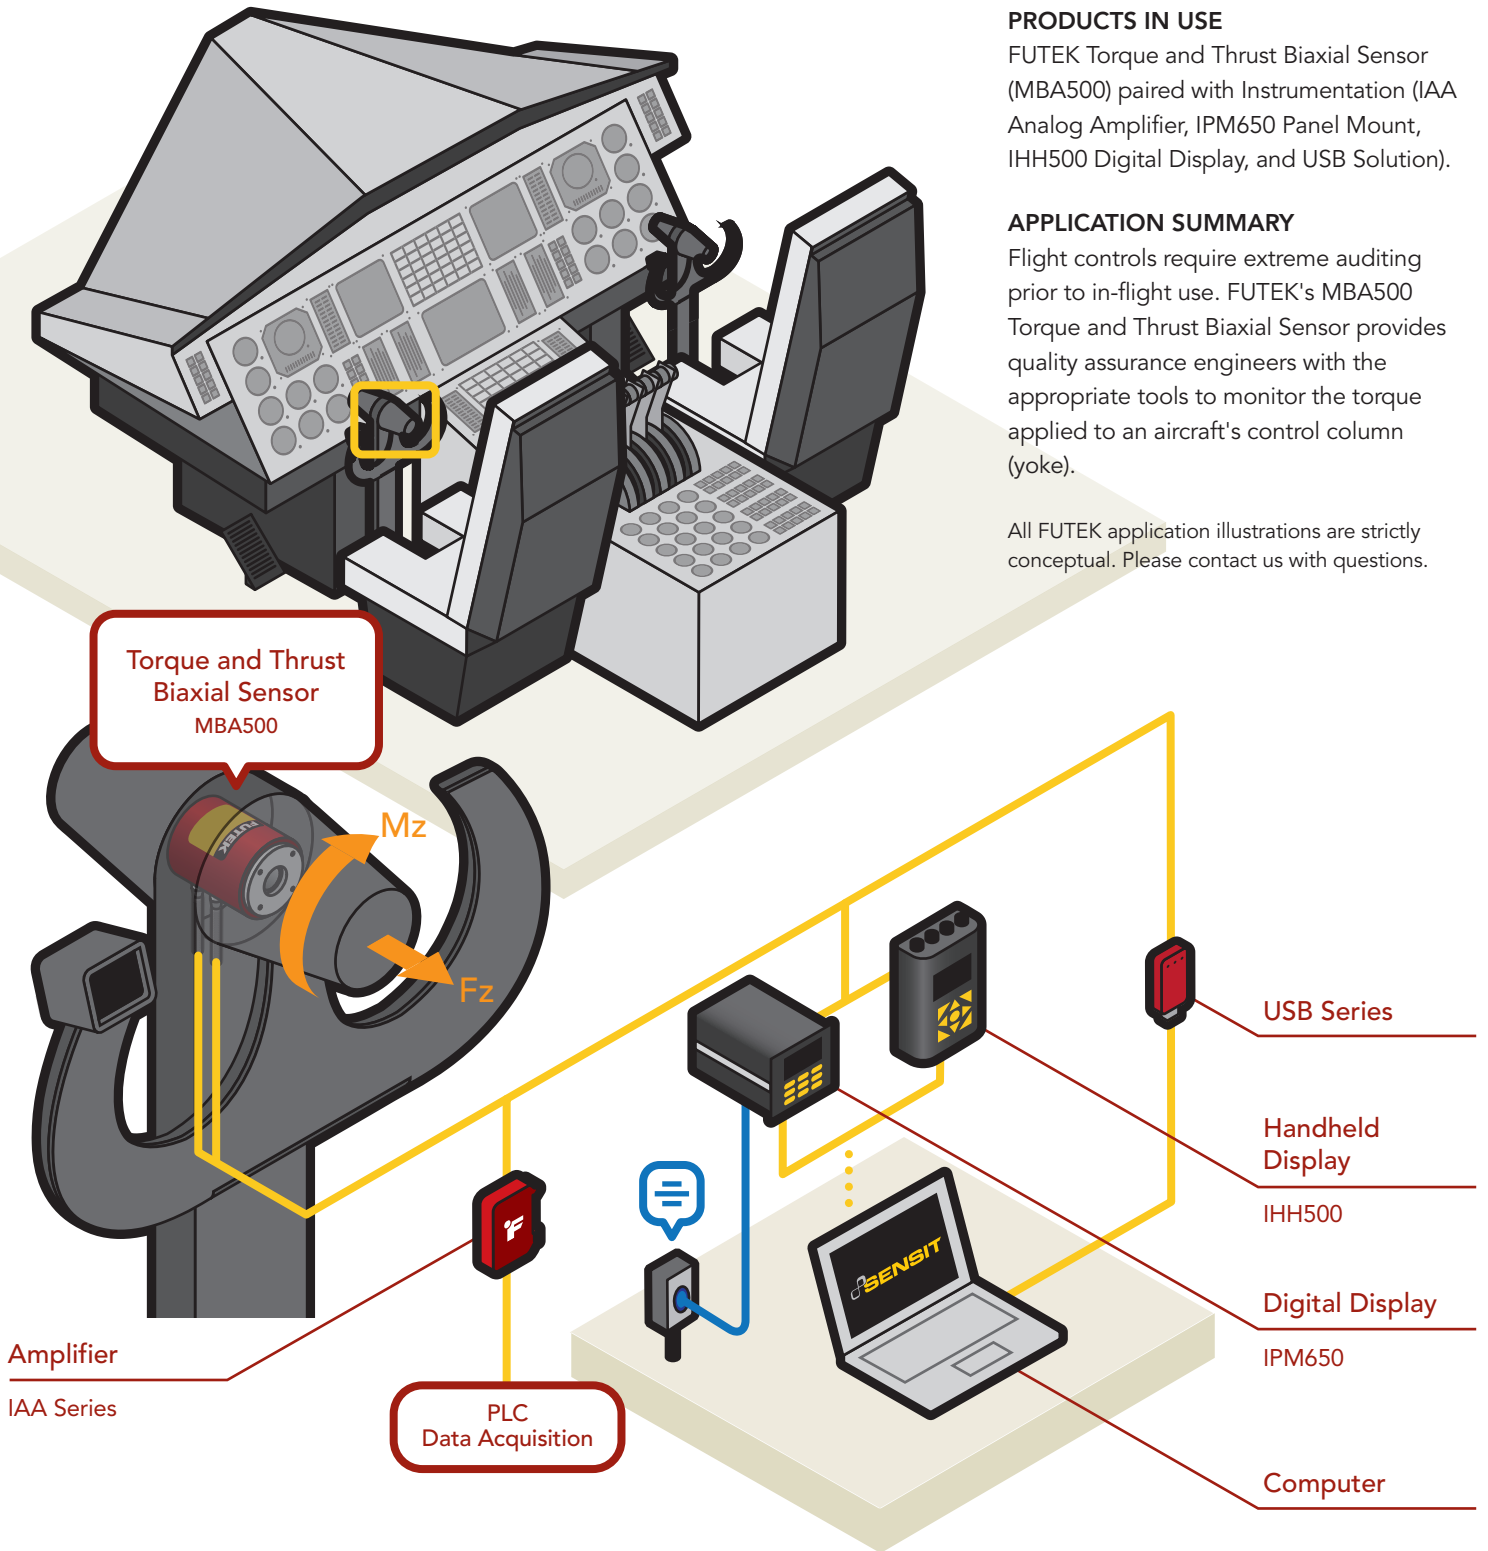 PRODUCTS IN USE
FUTEK Torque and Thrust Biaxial Sensor
(MBA500) paired with Instrumentation (IAA
Analog Amplifier, IPM650 Panel Mount,
IHH500 Digital Display, and USB Solution).
APPLICATION SUMMARY
Flight controls require extreme auditing
prior to in-flight use. FUTEK's MBA500
Torque and Thrust Biaxial Sensor provides
quality assurance engineers with the
appropriate tools to monitor the torque
applied to an aircraft's control column
(yoke).
All FUTEK application illustrations are strictly
conceptual. Please contact us with questions.
Torque and Thrust
Biaxial Sensor
MBA500
FUTEK
Mz
Fz
USB Series
Handheld
Display
IHH500
Digital Display
IPM650
Computer
SENSIT
Amplifier
IAA Series
F
PLC
Data Acquisition